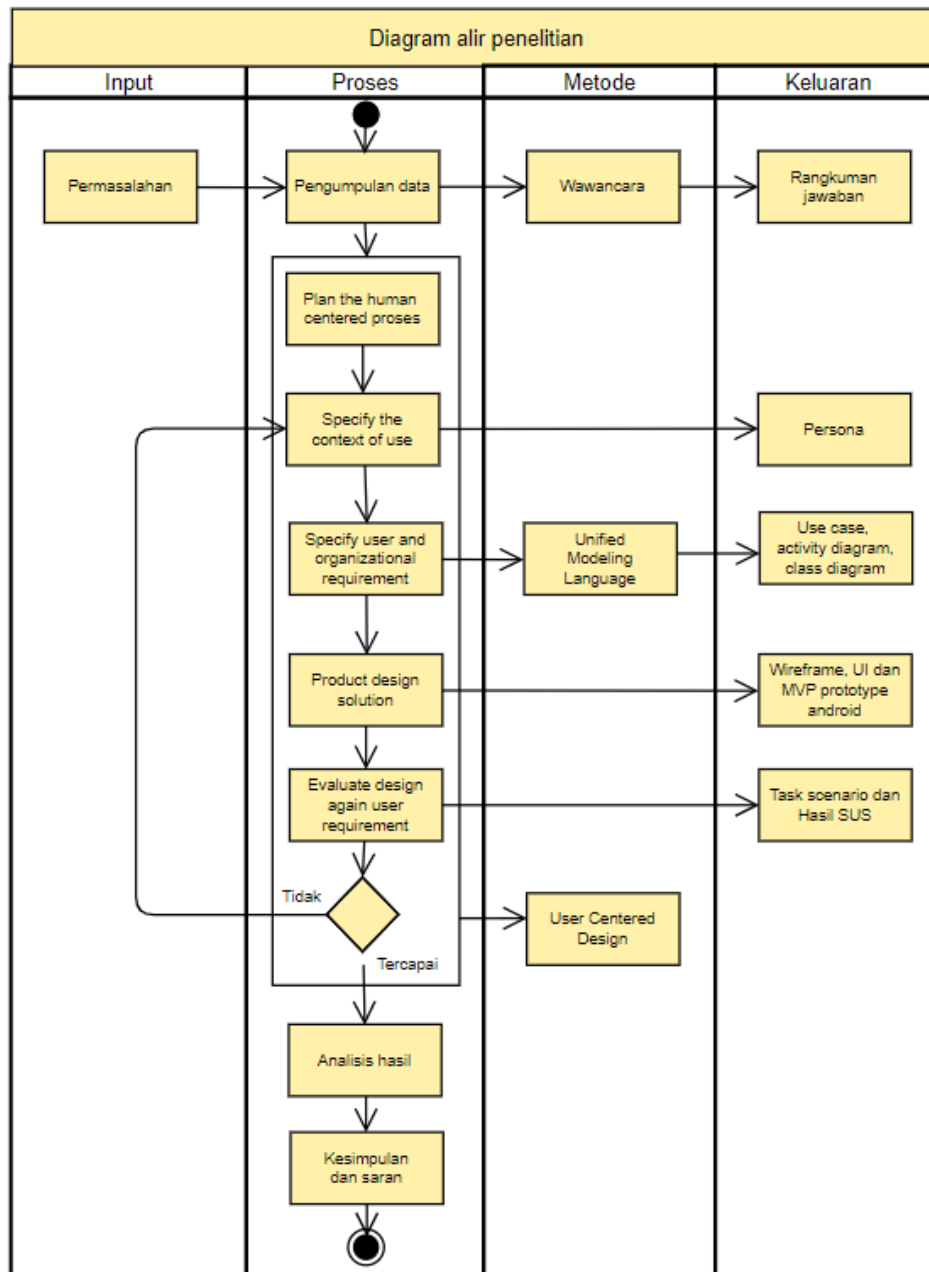 Diagram alir penelitian
Input
Proses
Metode
Keluaran
Permasalahan
Pengumpulan data
Wawancara
Rangkuman
jawaban
Plan the human
centered proses
Specify the
context of use
Persona
Specify user and
organizational
requirement
Unified
Modeling
Language
Use case,
activity diagram,
class diagram
Product design
solution
Wireframe, UI dan
MVP prototype
android
Evaluate design
again user
requirement
Task scenario dan
Hasil SUS
Tidak
User Centered
Design
Tercapai
Analisis hasil
Kesimpulan
dan saran